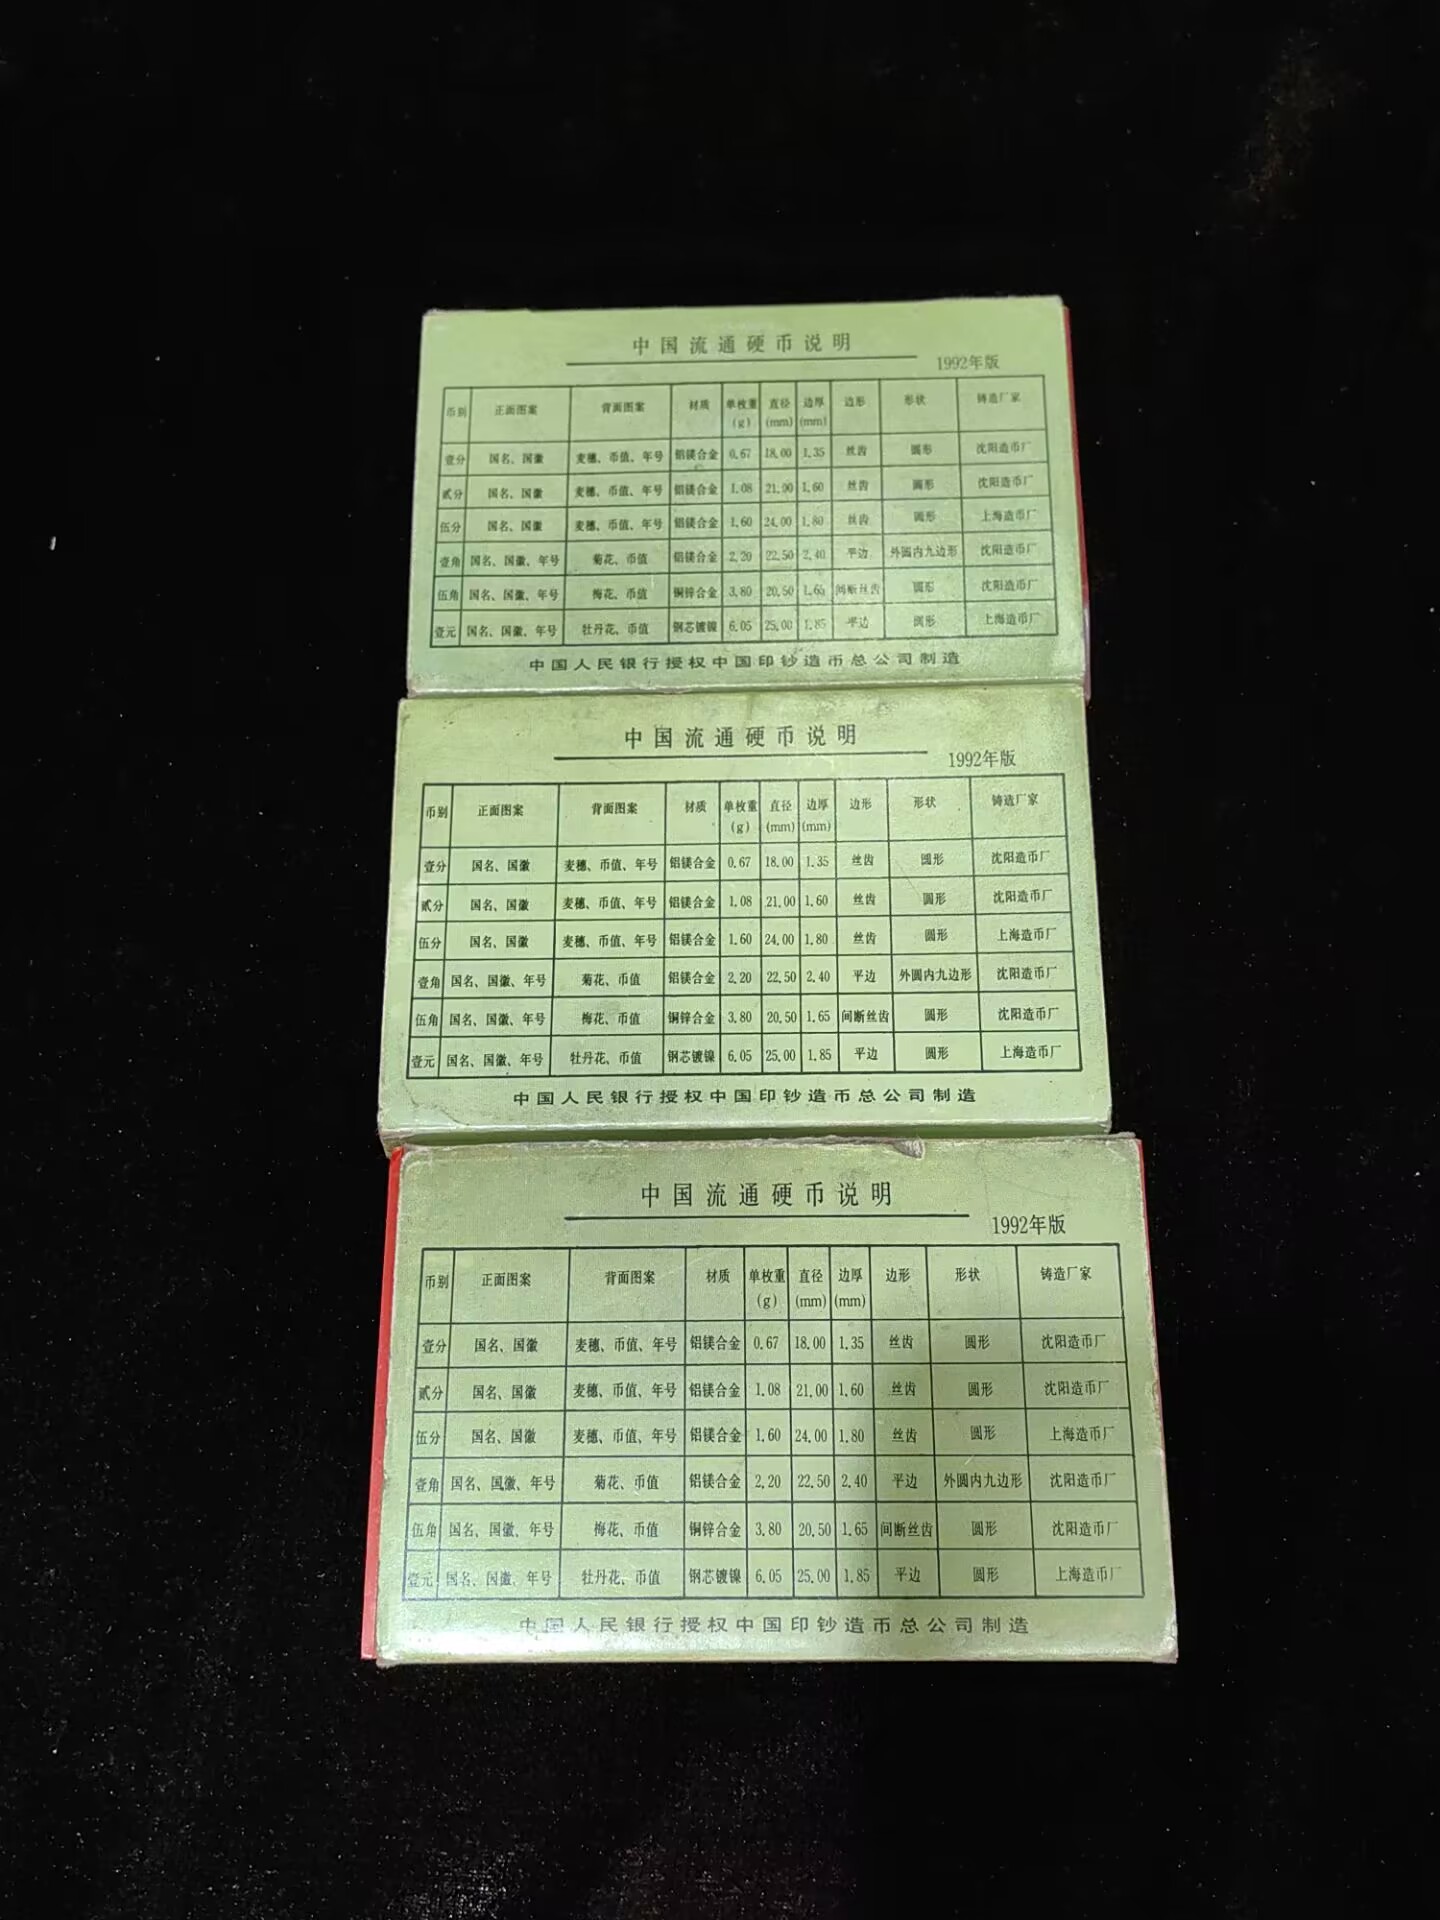 中国流通硬币说明
1992年版
币别 正面图案 背面图案 材质 单枚重(g) 直径(mm) 边厚(mm) 边形 形状 铸造厂家
壹分 国名、国徽 麦穗、币值、年号 铝镁合金 0.67 18.00 1.35 丝齿 圆形 沈阳造币厂
贰分 国名、国徽 麦穗、币值、年号 铝镁合金 1.08 21.00 1.60 丝齿 圆形 沈阳造币厂
伍分 国名、国徽 麦穗、币值、年号 铝镁合金 1.60 24.00 1.80 丝齿 圆形 上海造币厂
壹角 国名、国徽、年号 菊花、币值 铝镁合金 2.20 22.50 2.40 平边 外圆内九边形 沈阳造币厂
伍角 国名、国徽、年号 梅花、币值 铜锌合金 3.80 20.50 1.65 间断丝齿 圆形 沈阳造币厂
壹元 国名、国徽、年号 牡丹花、币值 钢芯镀镍 6.05 25.00 1.85 平边 圆形 上海造币厂
中国人民银行授权中国印钞造币总公司制造
中国流通硬币说明
1992年版
币别 正面图案 背面图案 材质 单枚重(g) 直径(mm) 边厚(mm) 边形 形状 铸造厂家
壹分 国名、国徽 麦穗、币值、年号 铝镁合金 0.67 18.00 1.35 丝齿 圆形 沈阳造币厂
贰分 国名、国徽 麦穗、币值、年号 铝镁合金 1.08 21.00 1.60 丝齿 圆形 沈阳造币厂
伍分 国名、国徽 麦穗、币值、年号 铝镁合金 1.60 24.00 1.80 丝齿 圆形 上海造币厂
壹角 国名、国徽、年号 菊花、币值 铝镁合金 2.20 22.50 2.40 平边 外圆内九边形 沈阳造币厂
伍角 国名、国徽、年号 梅花、币值 铜锌合金 3.80 20.50 1.65 间断丝齿 圆形 沈阳造币厂
壹元 国名、国徽、年号 牡丹花、币值 钢芯镀镍 6.05 25.00 1.85 平边 圆形 上海造币厂
中国人民银行授权中国印钞造币总公司制造
中国流通硬币说明
1992年版
币别 正面图案 背面图案 材质 单枚重(g) 直径(mm) 边厚(mm) 边形 形状 铸造厂家
壹分 国名、国徽 麦穗、币值、年号 铝镁合金 0.67 18.00 1.35 丝齿 圆形 沈阳造币厂
贰分 国名、国徽 麦穗、币值、年号 铝镁合金 1.08 21.00 1.60 丝齿 圆形 沈阳造币厂
伍分 国名、国徽 麦穗、币值、年号 铝镁合金 1.60 24.00 1.80 丝齿 圆形 上海造币厂
壹角 国名、国徽、年号 菊花、币值 铝镁合金 2.20 22.50 2.40 平边 外圆内九边形 沈阳造币厂
伍角 国名、国徽、年号 梅花、币值 铜锌合金 3.80 20.50 1.65 间断丝齿 圆形 沈阳造币厂
壹元 国名、国徽、年号 牡丹花、币值 钢芯镀镍 6.05 25.00 1.85 平边 圆形 上海造币厂
中国人民银行授权中国印钞造币总公司制造